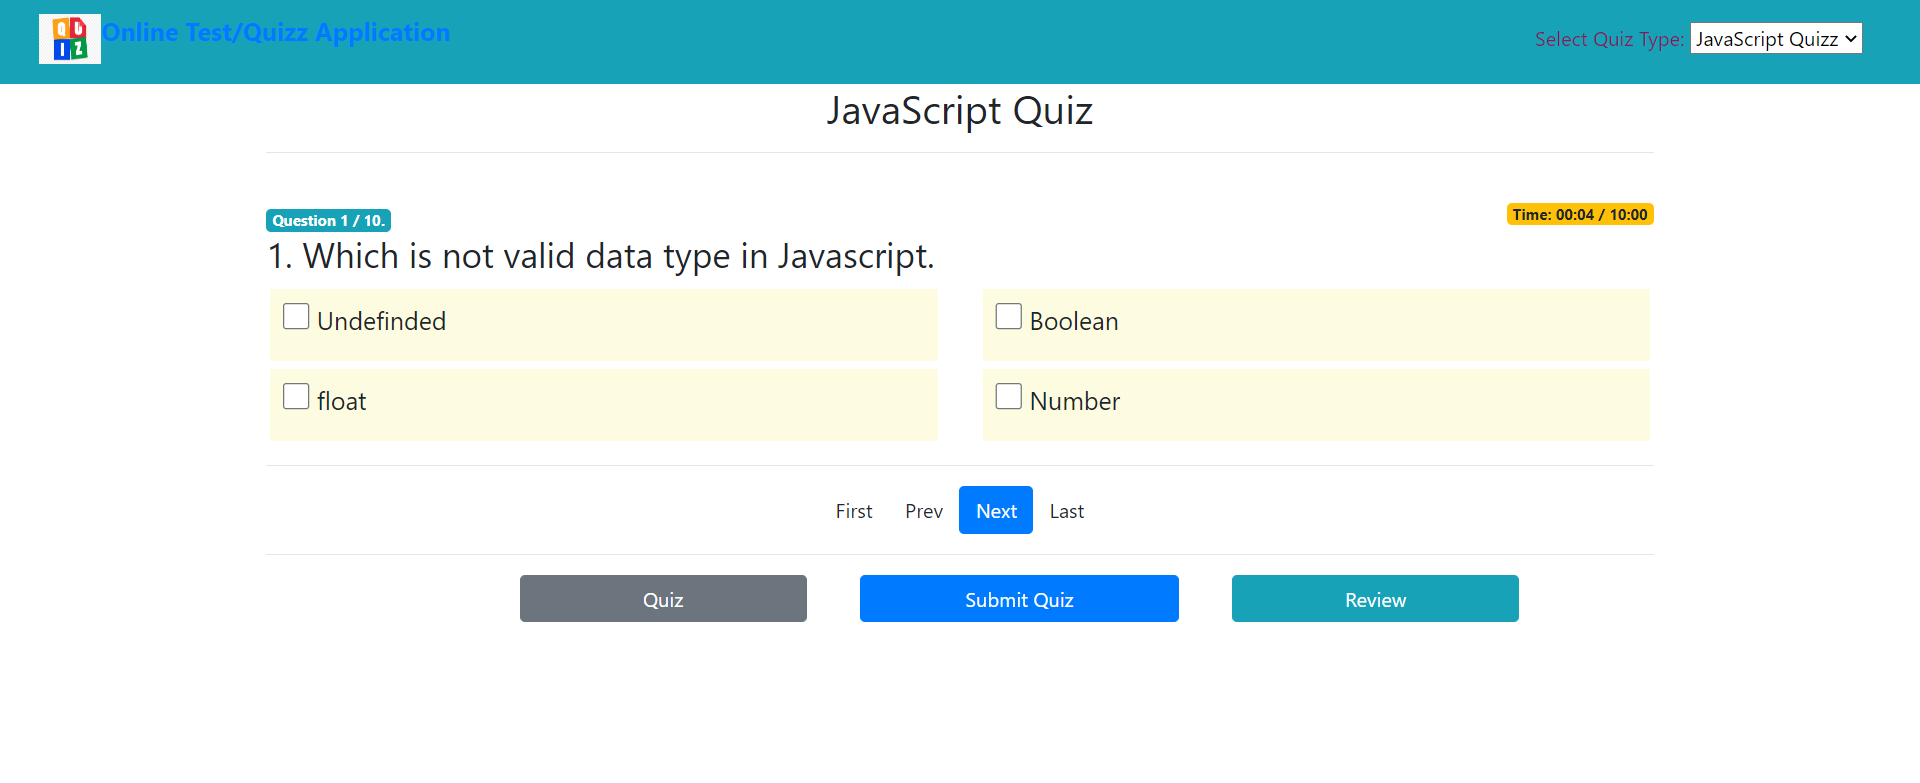 QUIZ
Online Test/Quizz Application
Select Quiz Type: JavaScript Quizz
JavaScript Quiz
Question 1 / 10.
Time: 00:04 / 10:00
1. Which is not valid data type in Javascript.
Undefinded
Boolean
float
Number
First Prev Next Last
Quiz
Submit Quiz
Review